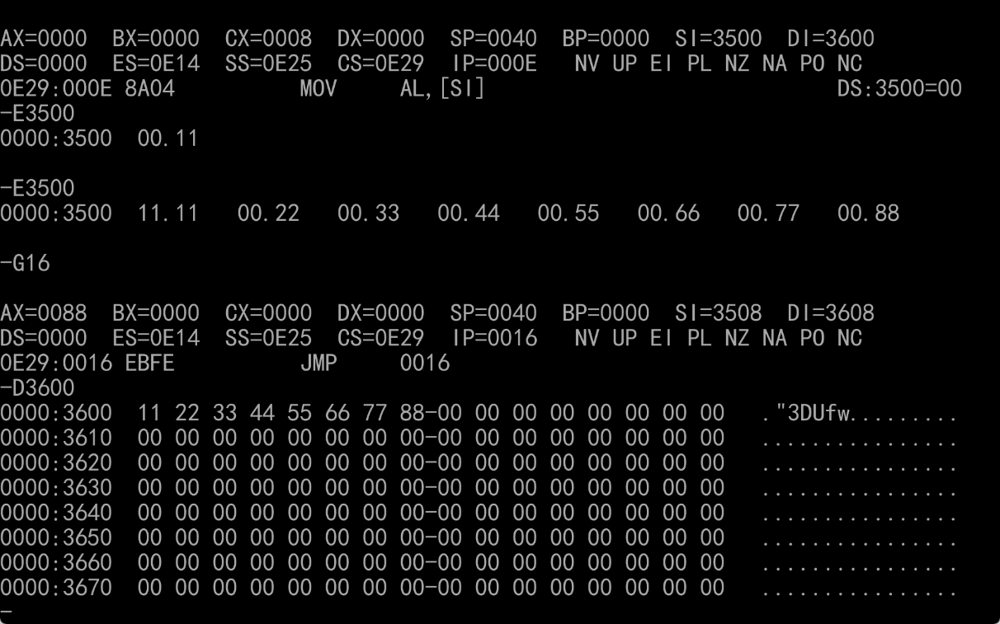 AX=0000  BX=0000  CX=0008  DX=0000  SP=0040  BP=0000  SI=3500  DI=3600
DS=0000  ES=0E14  SS=0E25  CS=0E29  IP=000E   NV UP EI PL NZ NA PO NC
0E29:000E 8A04          MOV     AL,[SI]                            DS:3500=00
-E3500
0000:3500  00.11
-E3500
0000:3500  11.11   00.22   00.33   00.44   00.55   00.66   00.77   00.88
-G16
AX=0088  BX=0000  CX=0000  DX=0000  SP=0040  BP=0000  SI=3508  DI=3608
DS=0000  ES=0E14  SS=0E25  CS=0E29  IP=0016   NV UP EI PL NZ NA PO NC
0E29:0016 EBFE          JMP     0016
-D3600
0000:3600  11 22 33 44 55 66 77 88-00 00 00 00 00 00 00 00   ."3DUfw.........
0000:3610  00 00 00 00 00 00 00 00-00 00 00 00 00 00 00 00   ................
0000:3620  00 00 00 00 00 00 00 00-00 00 00 00 00 00 00 00   ................
0000:3630  00 00 00 00 00 00 00 00-00 00 00 00 00 00 00 00   ................
0000:3640  00 00 00 00 00 00 00 00-00 00 00 00 00 00 00 00   ................
0000:3650  00 00 00 00 00 00 00 00-00 00 00 00 00 00 00 00   ................
0000:3660  00 00 00 00 00 00 00 00-00 00 00 00 00 00 00 00   ................
0000:3670  00 00 00 00 00 00 00 00-00 00 00 00 00 00 00 00   ................
-